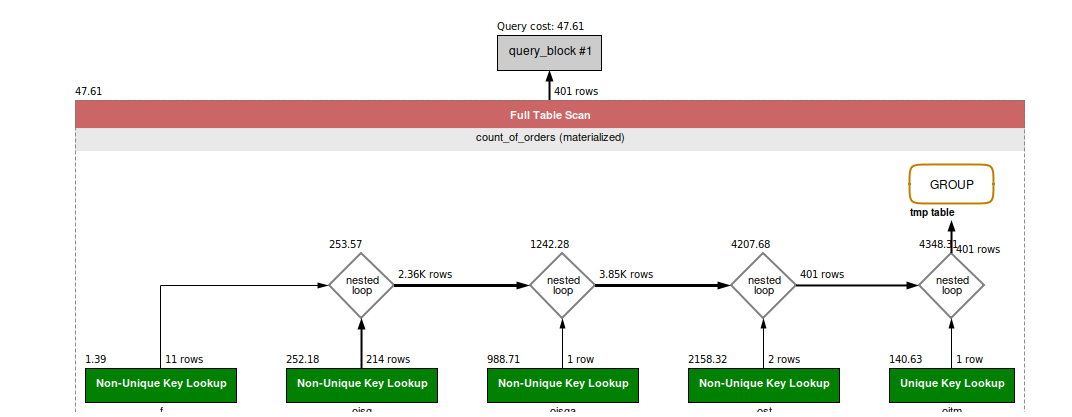 Query cost: 47.61
query_block #1
47.61
401 rows
Full Table Scan
count_of_orders (materialized)
GROUP
tmp table
253.57
1242.28
4207.68
4348.31
401 rows
nested
loop
2.36K rows
nested
loop
3.85K rows
nested
loop
401 rows
nested
loop
1.39
11 rows
252.18
214 rows
988.71
1 row
2158.32
2 rows
140.63
1 row
Non-Unique Key Lookup
Non-Unique Key Lookup
Non-Unique Key Lookup
Non-Unique Key Lookup
Unique Key Lookup